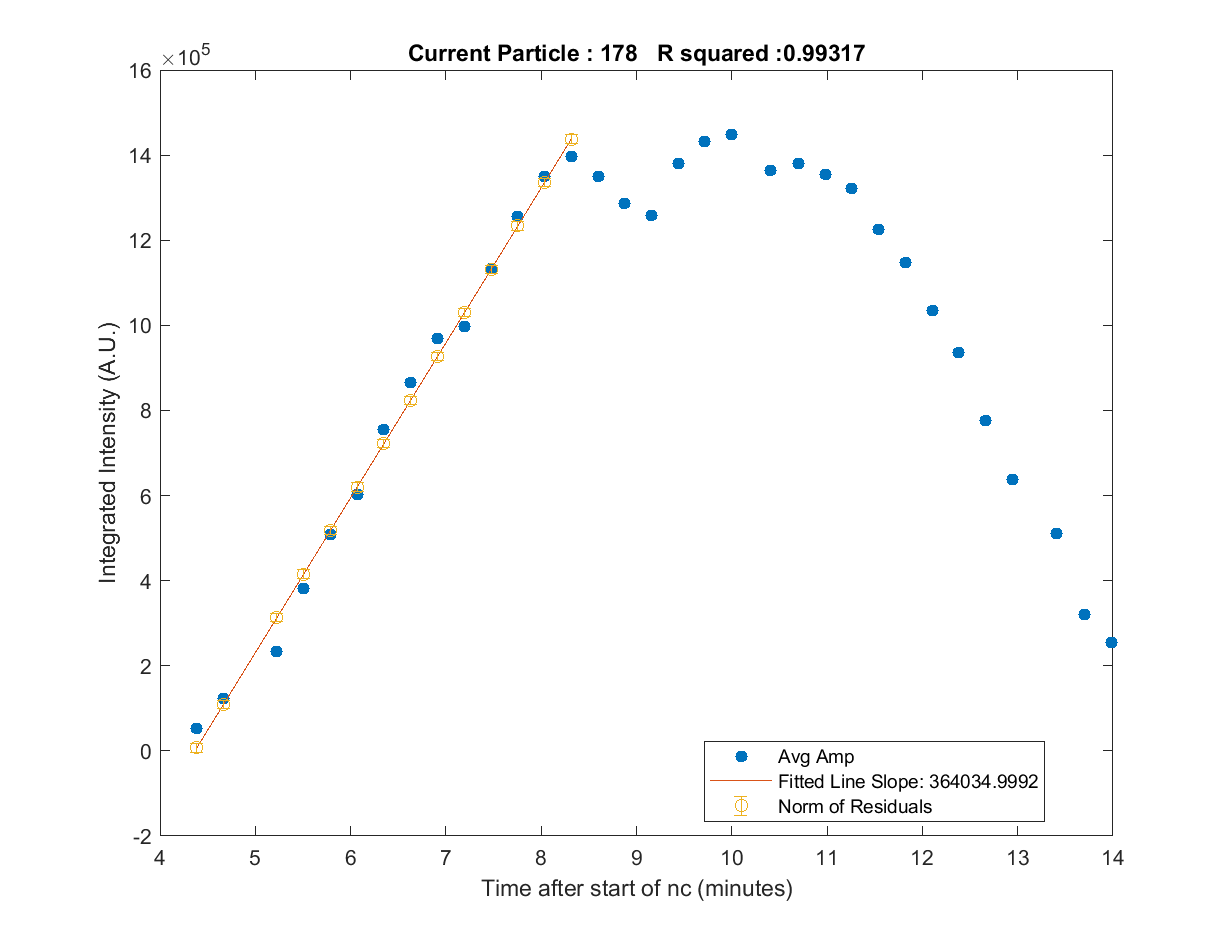 Current Particle : 178 R squared :0.99317
×10^5
16
14
12
10
8
6
4
2
0
-2
Integrated Intensity (A.U.)
4 5 6 7 8 9 10 11 12 13 14
Time after start of nc (minutes)
Avg Amp
Fitted Line Slope: 364034.9992
Norm of Residuals